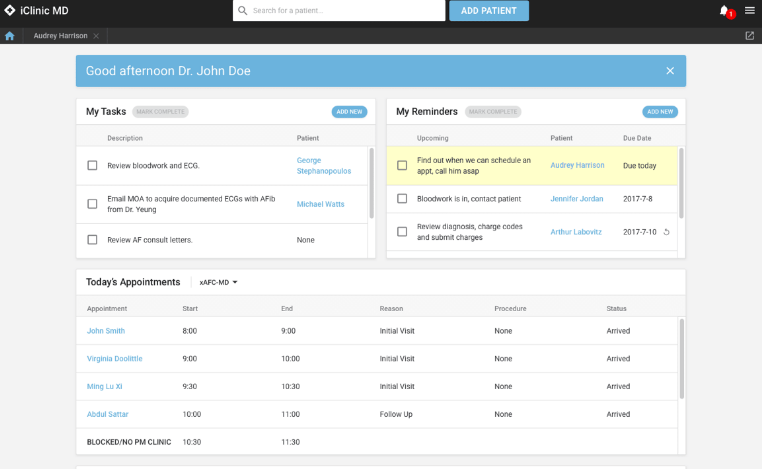 iClinic MD
Search for a patient...
ADD PATIENT
1
Audrey Harrison
Good afternoon Dr. John Doe
My Tasks MARK COMPLETE ADD NEW
Description Patient
Review bloodwork and ECG. George
Stephanopoulos
Email MOA to acquire documented ECGs with AFib
from Dr. Yeung
Michael Watts
Review AF consult letters. None
My Reminders MARK COMPLETE ADD NEW
Upcoming Patient Due Date
Find out when we can schedule an
appt, call him asap
Audrey Harrison Due today
Bloodwork is in, contact patient Jennifer Jordan 2017-7-8
Review diagnosis, charge codes
and submit charges
Arthur Labovitz 2017-7-10
Today's Appointments xAFC-MD
Appointment Start End Reason Procedure Status
John Smith 8:00 9:00 Initial Visit None Arrived
Virginia Doolittle 9:00 10:00 Initial Visit None Arrived
Ming Lu Xi 9:30 10:30 Initial Visit None Arrived
Abdul Sattar 10:00 11:00 Follow Up None Arrived
BLOCKED/NO PM CLINIC 10:30 11:30